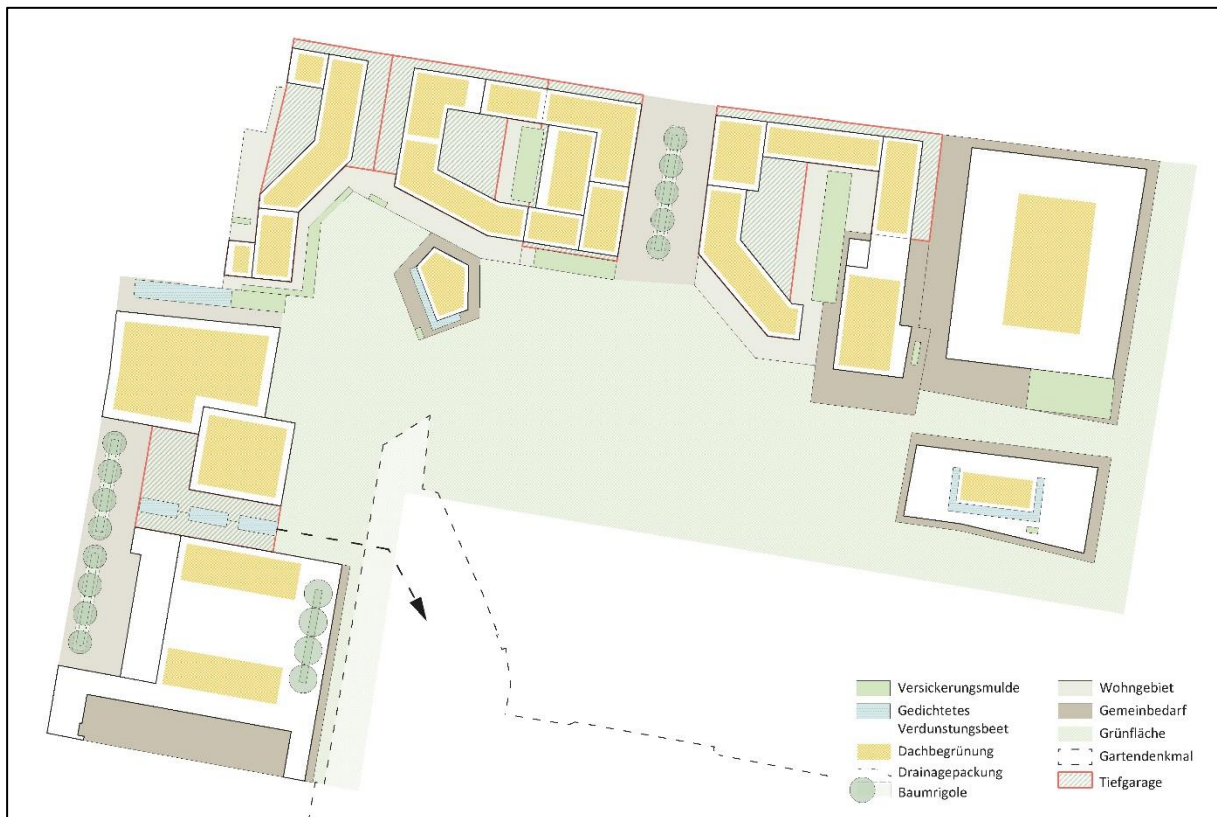 Versickerungsmulde
Gedichtetes
Verdunstungsbeet
Dachbegrünung
Drainagepackung
Baumrigole
Wohngebiet
Gemeinbedarf
Grünfläche
Gartendenkmal
Tiefgarage